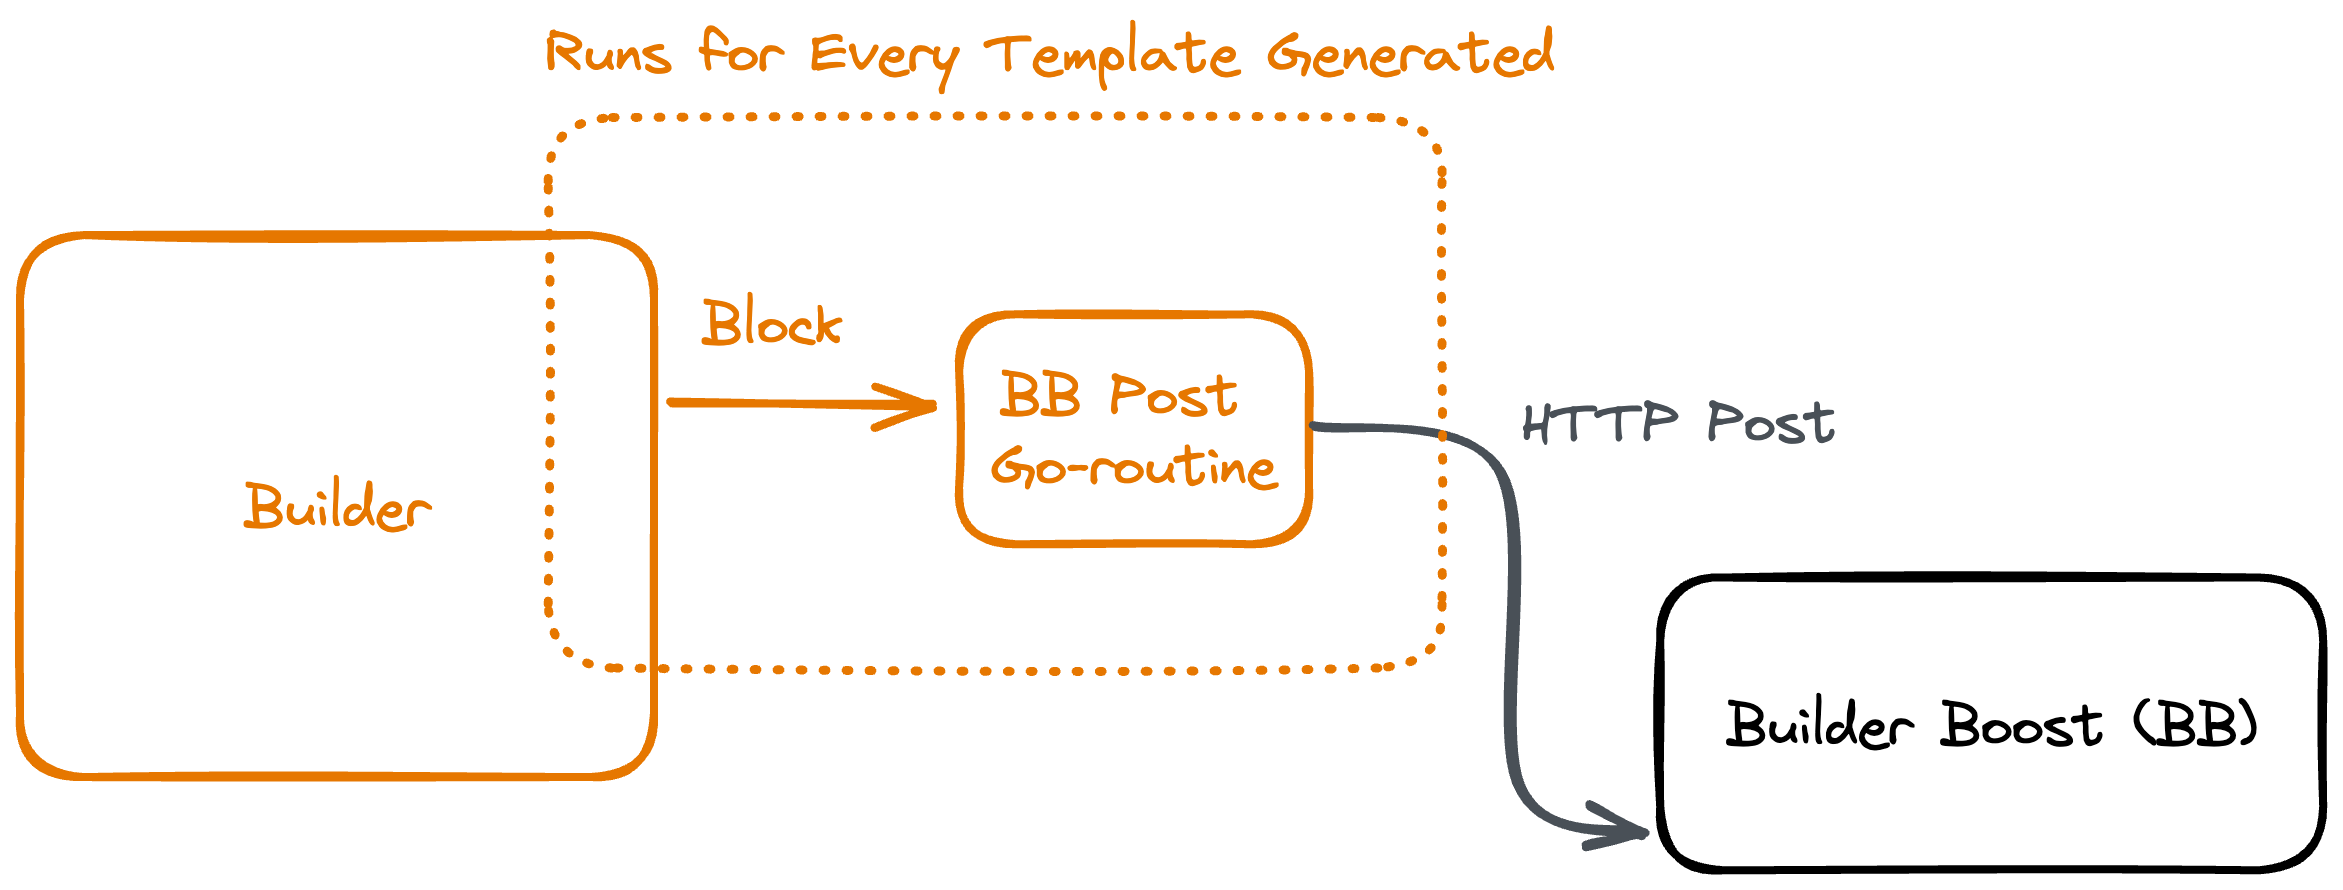 Runs for Every Template Generated
Block
BB Post
Go-routine
HTTP Post
Builder
Builder Boost (BB)